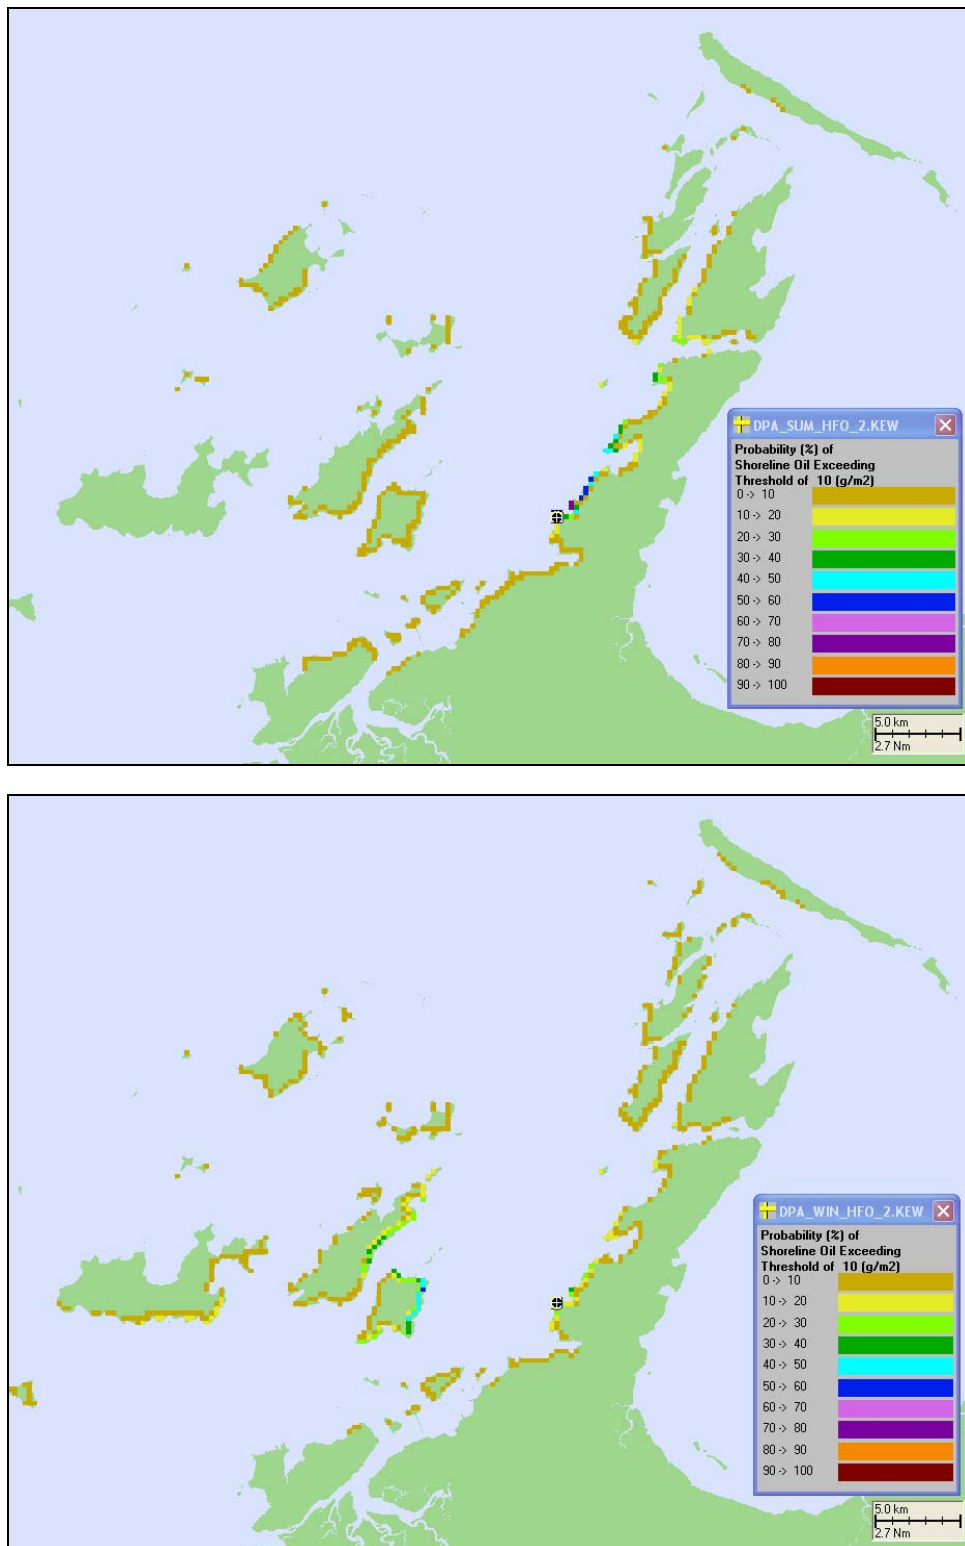 DPA_SUM_HFO_2.KEW
Probability (%) of
Shoreline Oil Exceeding
Threshold of 10 (g/m2)
0 -> 10
10 -> 20
20 -> 30
30 -> 40
40 -> 50
50 -> 60
60 -> 70
70 -> 80
80 -> 90
90 -> 100
5.0 km
2.7 Nm
DPA_WIN_HFO_2.KEW
Probability (%) of
Shoreline Oil Exceeding
Threshold of 10 (g/m2)
0 -> 10
10 -> 20
20 -> 30
30 -> 40
40 -> 50
50 -> 60
60 -> 70
70 -> 80
80 -> 90
90 -> 100
5.0 km
2.7 Nm